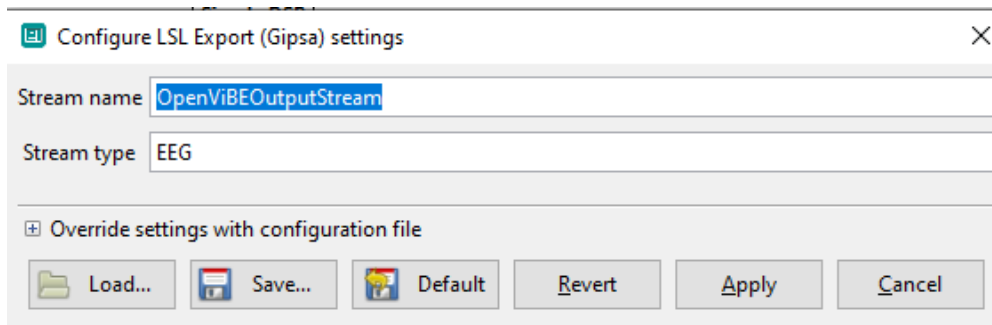 Configure LSL Export (Gipsa) settings
Stream name OpenViBEOutputStream
Stream type EEG
Override settings with configuration file
Load... Save... Default Revert Apply Cancel